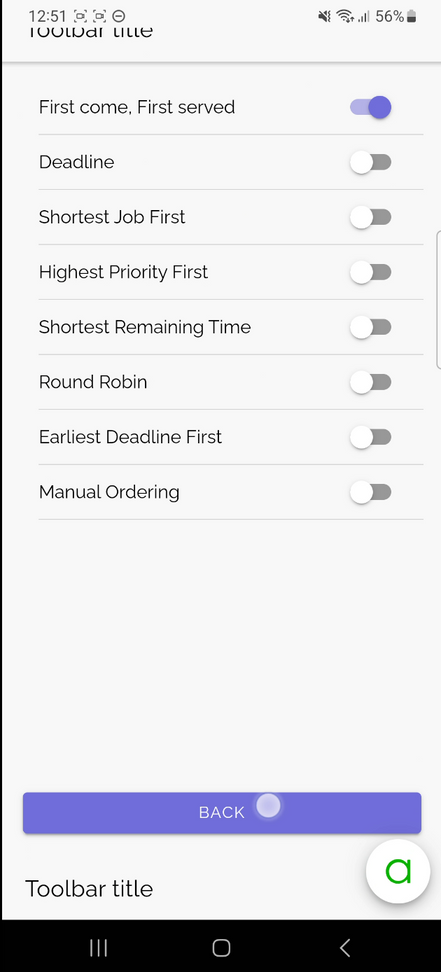 12:51 56%
Toolbar title
First come, First served
Deadline
Shortest Job First
Highest Priority First
Shortest Remaining Time
Round Robin
Earliest Deadline First
Manual Ordering
BACK
a
Toolbar title